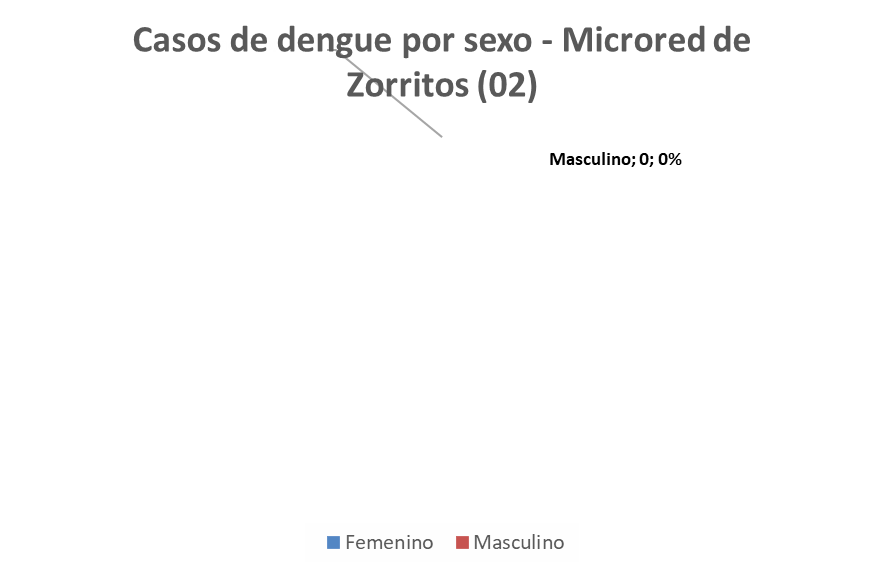 Casos de dengue por sexo - Microred de
Zorritos (02)
Masculino; 0; 0%
Femenino Masculino